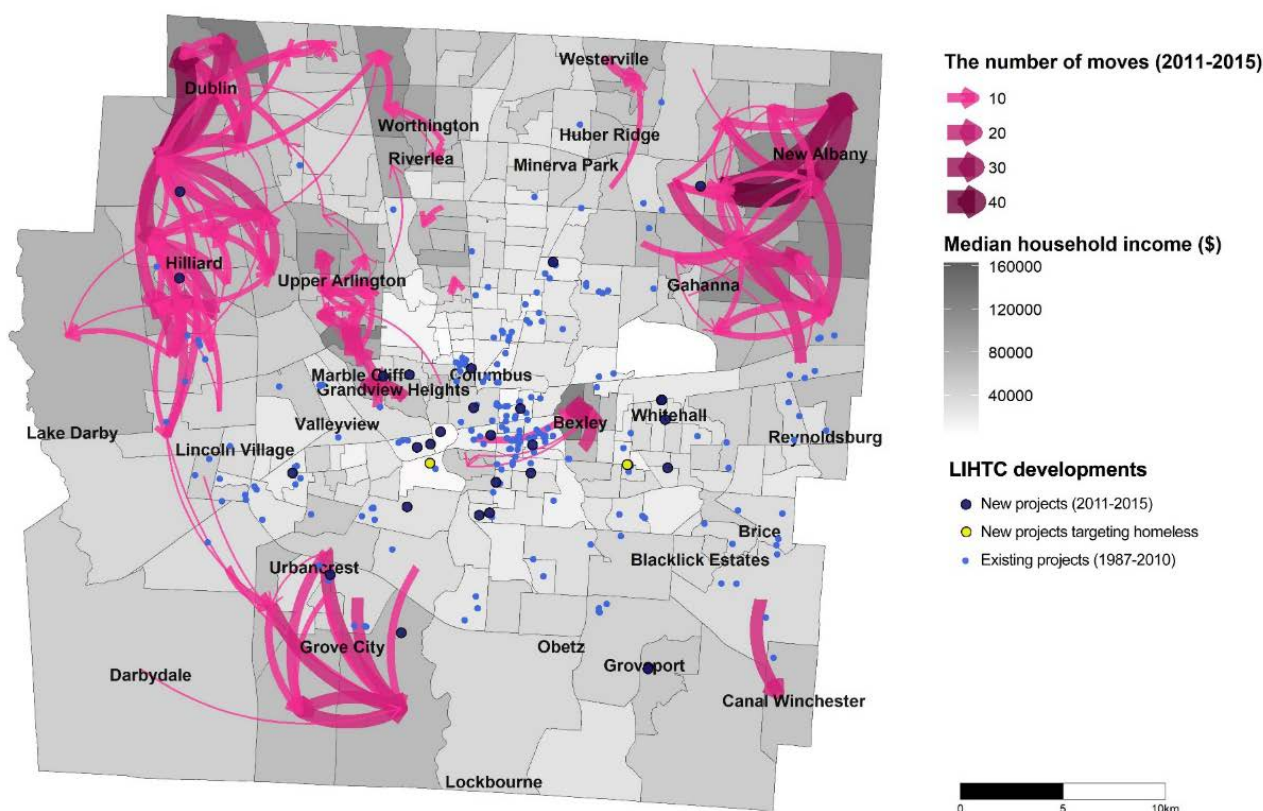 Westerville
Dublin
Worthington
Huber Ridge
Riverlea
Minerva Park
New Albany
Hilliard
Upper Arlington
Gahanna
Marble Cliff
Columbus
Grandview Heights
Bexley
Whitehall
Valleyview
Lake Darby
Reynoldsburg
Lincoln Village
Brice
Urbancrest
Blacklick Estates
Grove City
Obetz
Groveport
Darbydale
Canal Winchester
Lockbourne
The number of moves (2011-2015)
10
20
30
40
Median household income ($)
160000
120000
80000
40000
LIHTC developments
New projects (2011-2015)
New projects targeting homeless
Existing projects (1987-2010)
0 5 10km